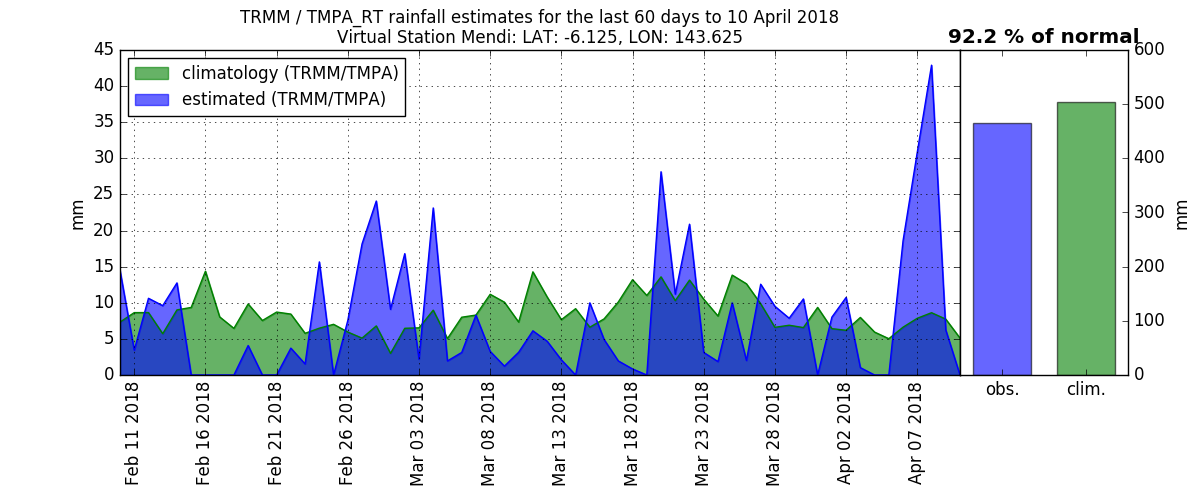 TRMM / TMPA_RT rainfall estimates for the last 60 days to 10 April 2018
Virtual Station Mendi: LAT: -6.125, LON: 143.625
92.2 % of normal
climatology (TRMM/TMPA)
estimated (TRMM/TMPA)
mm
45
40
35
30
25
20
15
10
5
0
Feb 11 2018
Feb 16 2018
Feb 21 2018
Feb 26 2018
Mar 03 2018
Mar 08 2018
Mar 13 2018
Mar 18 2018
Mar 23 2018
Mar 28 2018
Apr 02 2018
Apr 07 2018
600
500
400
300
200
100
0
mm
obs.
clim.